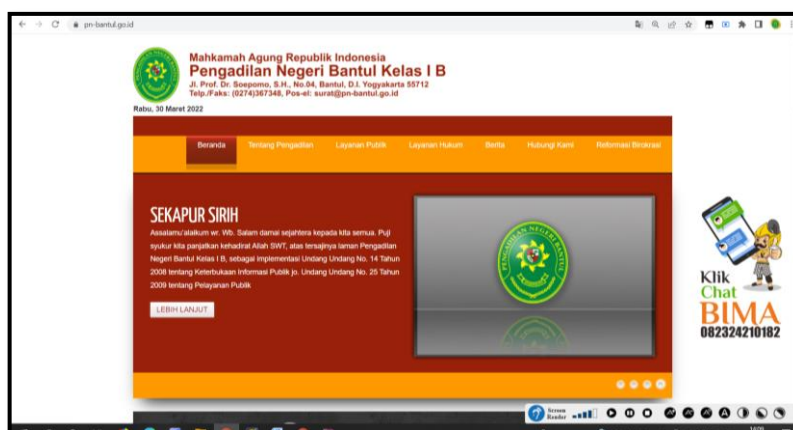 pn-bantul.go.id
Mahkamah Agung Republik Indonesia
Pengadilan Negeri Bantul Kelas I B
Jl. Prof. Dr. Soepomo, S.H., No.04, Bantul, D.I. Yogyakarta 55712
Telp./Faks: (0274)367348, Pos-el: surat@pn-bantul.go.id
Rabu, 30 Maret 2022
Beranda Tentang Pengadilan Layanan Publik Layanan Hukum Berita Hubungi Kami Reformasi Birokrasi
SEKAPUR SIRIH
Assalamu'alaikum wr. Wb. Salam damai sejahtera kepada kita semua. Puji
syukur kita panjatkan kehadirat Allah SWT, atas tersajinya laman Pengadilan
Negeri Bantul Kelas I B, sebagai implementasi Undang Undang No. 14 Tahun
2008 tentang Keterbukaan Informasi Publik jo. Undang Undang No. 25 Tahun
2009 tentang Pelayanan Publik
LEBIH LANJUT
PENGADILAN NEGERI BANTUL
Klik
Chat
BIMA
082324210182
Screen
Reader